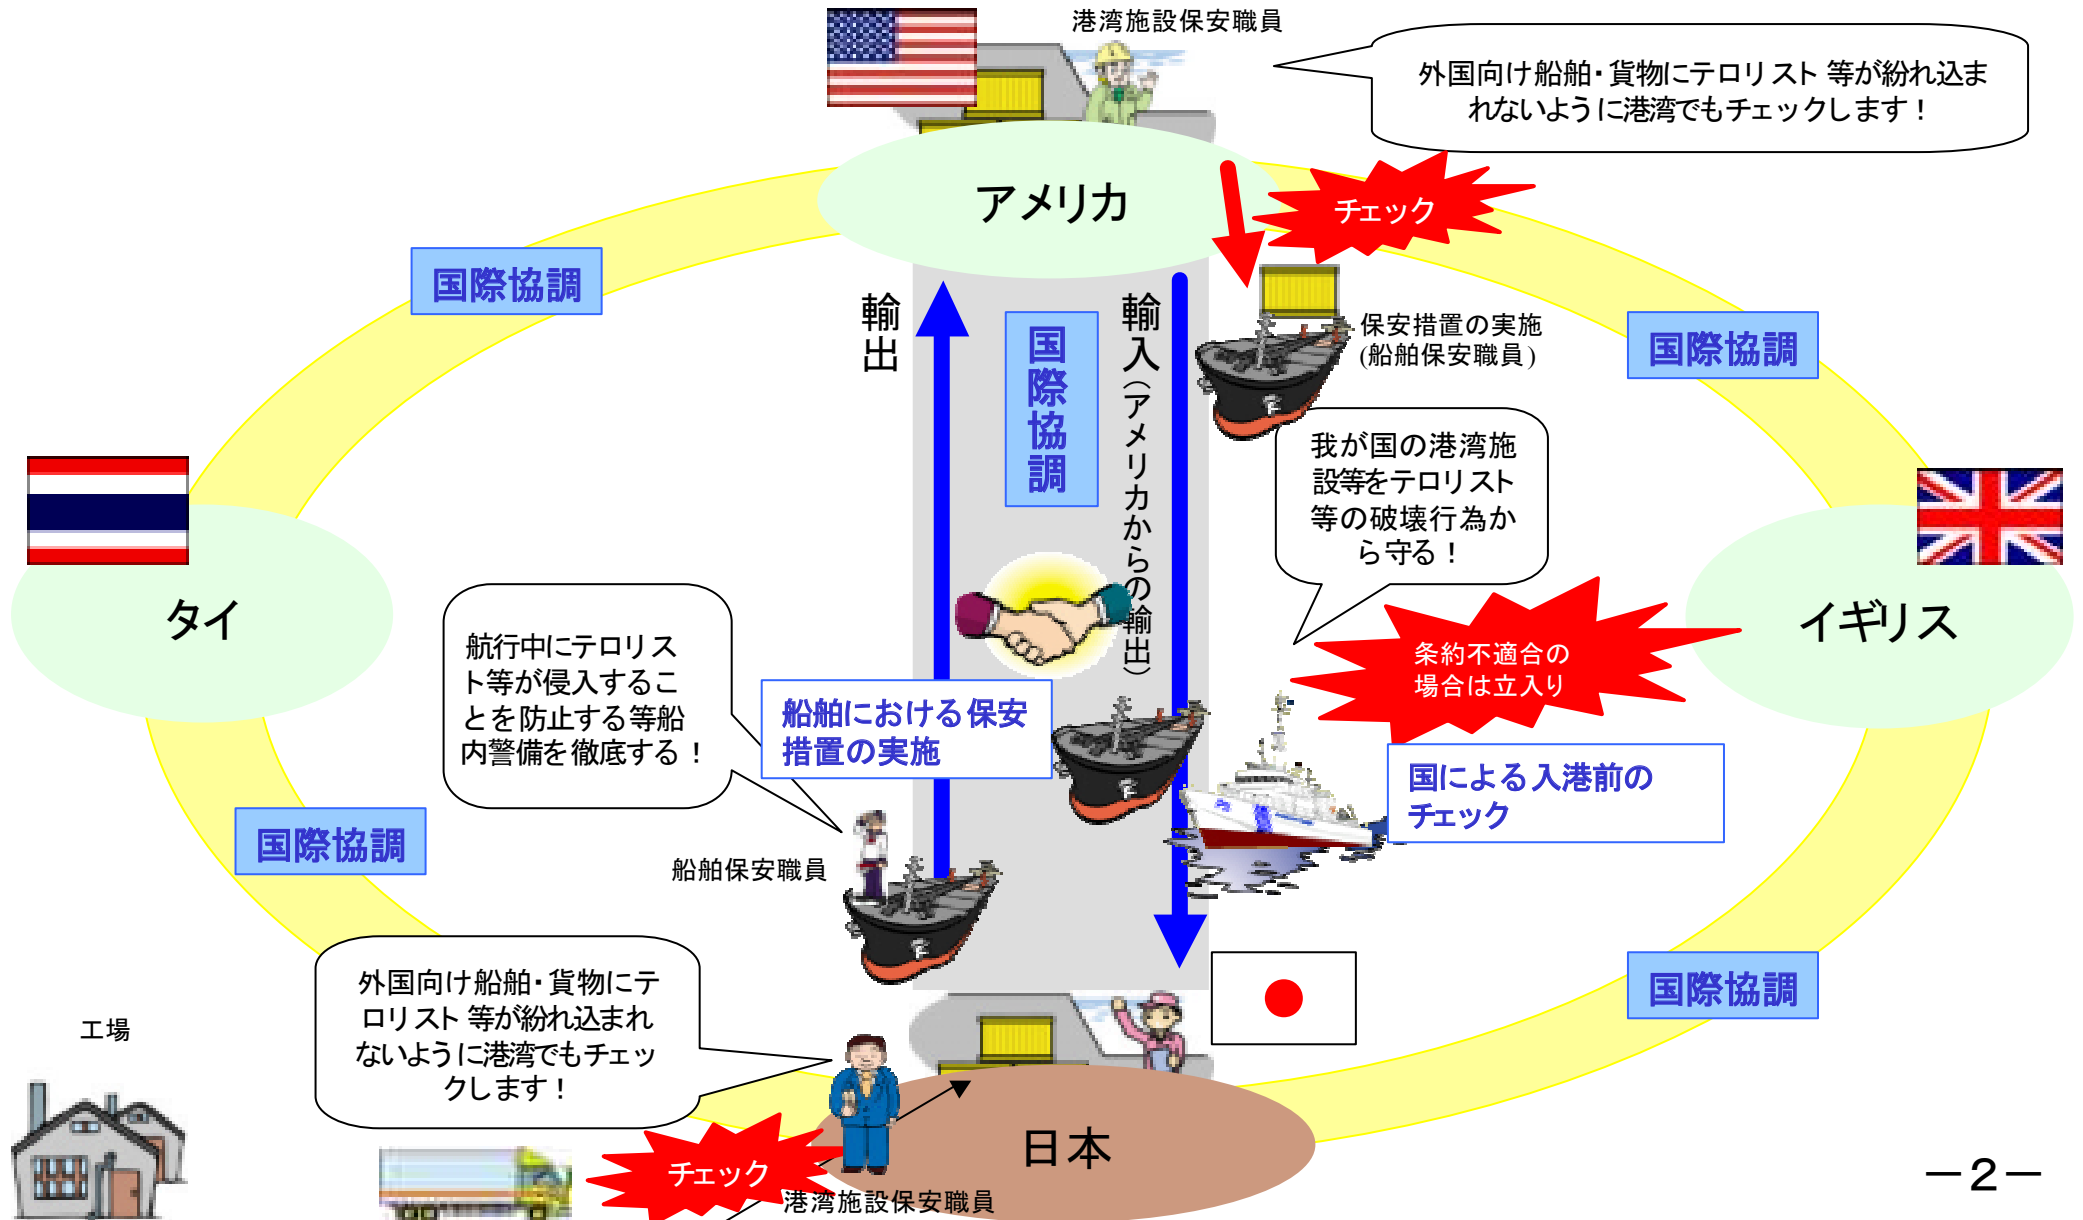 港湾施設保安職員
外国向け船舶・貨物にテロリスト等が紛れ込ま
れないように港湾でもチェックします！
アメリカ
チェック
国際協調
輸出
国際協調
輸入（アメリカからの輸出）
保安措置の実施
(船舶保安職員)
国際協調
我が国の港湾施
設等をテロリスト
等の破壊行為か
ら守る！
タイ
イギリス
航行中にテロリス
ト等が侵入するこ
とを防止する等船
内警備を徹底する！
船舶における保安
措置の実施
条約不適合の
場合は立入り
国による入港前の
チェック
国際協調
船舶保安職員
外国向け船舶・貨物にテ
ロリスト等が紛れ込まれ
ないように港湾でもチェッ
クします！
国際協調
工場
日本
チェック
港湾施設保安職員
－2－